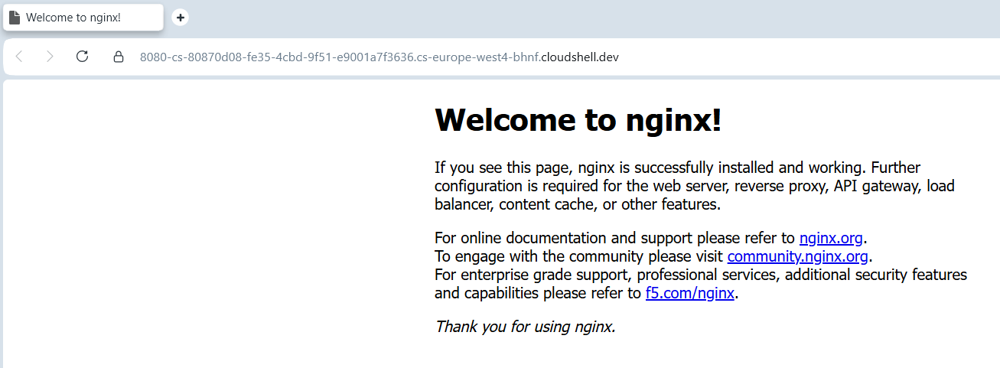 Welcome to nginx!
8080-cs-80870d08-fe35-4cbd-9f51-e9001a7f3636.cs-europe-west4-bhnf.cloudshell.dev
Welcome to nginx!
If you see this page, nginx is successfully installed and working. Further
configuration is required for the web server, reverse proxy, API gateway, load
balancer, content cache, or other features.
For online documentation and support please refer to nginx.org.
To engage with the community please visit community.nginx.org.
For enterprise grade support, professional services, additional security features
and capabilities please refer to f5.com/nginx.
Thank you for using nginx.